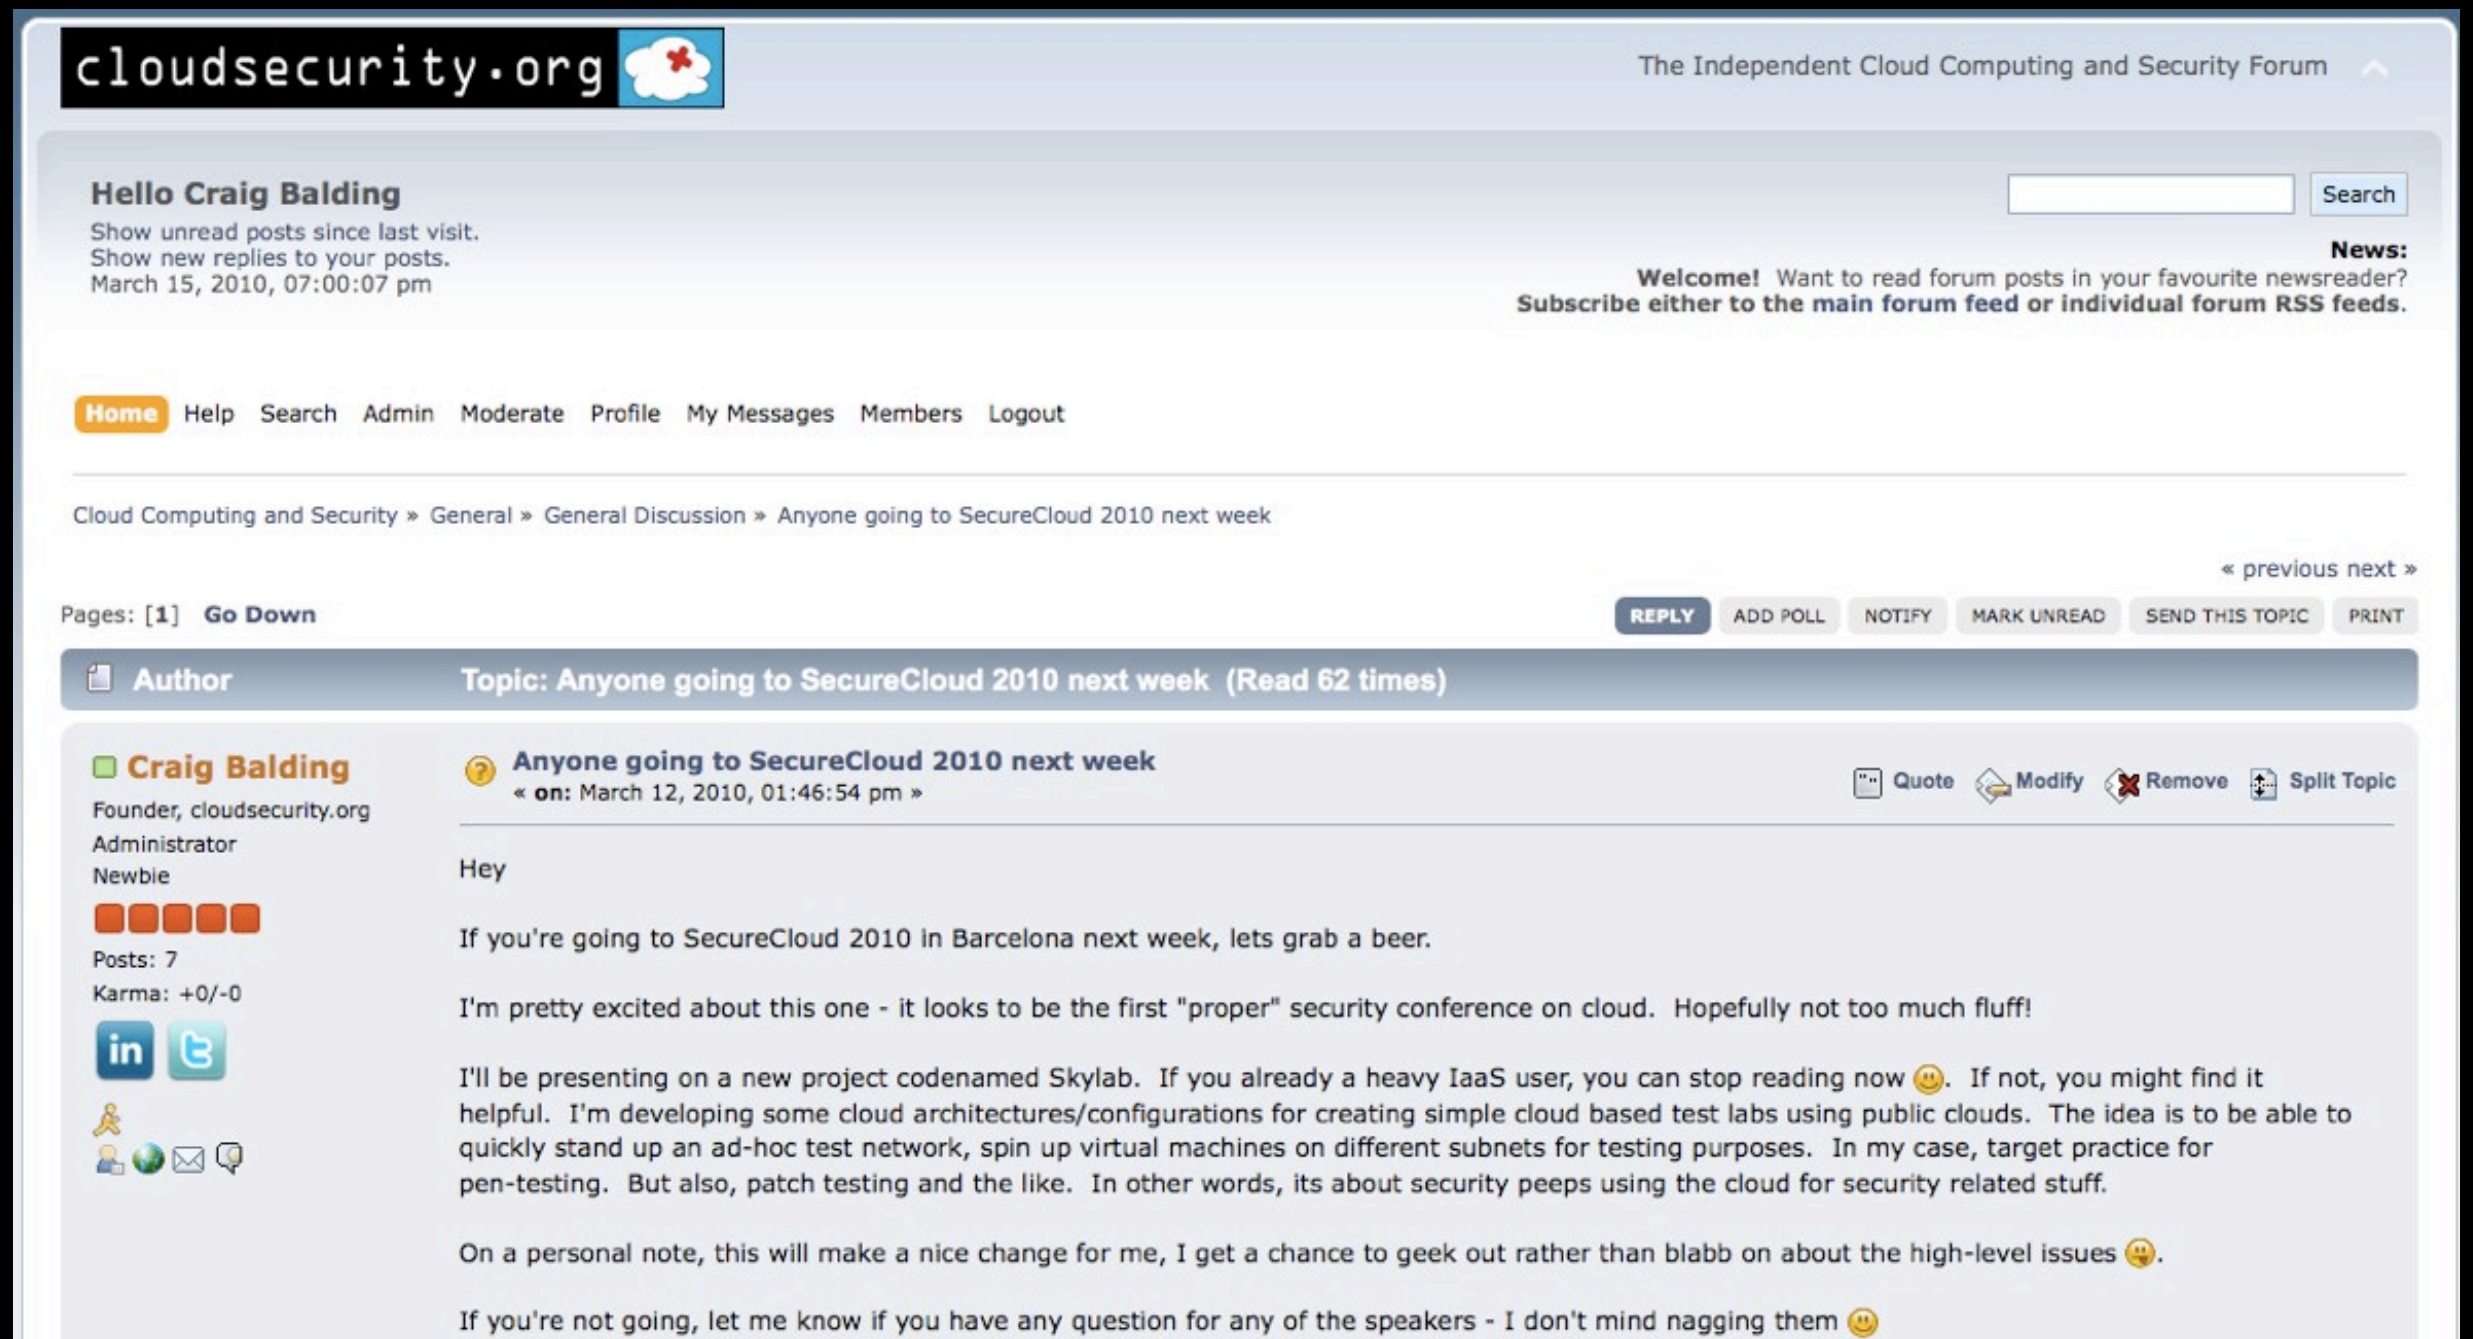 cloudsecurity.org
The Independent Cloud Computing and Security Forum
Hello Craig Balding
Show unread posts since last visit.
Show new replies to your posts.
March 15, 2010, 07:00:07 pm
Search
News:
Welcome! Want to read forum posts in your favourite newsreader?
Subscribe either to the main forum feed or individual forum RSS feeds.
Home Help Search Admin Moderate Profile My Messages Members Logout
Cloud Computing and Security » General » General Discussion » Anyone going to SecureCloud 2010 next week
« previous next »
Pages: [1] Go Down
REPLY ADD POLL NOTIFY MARK UNREAD SEND THIS TOPIC PRINT
Author Topic: Anyone going to SecureCloud 2010 next week (Read 62 times)
Craig Balding
Founder, cloudsecurity.org
Administrator
Newbie
Posts: 7
Karma: +0/-0
in t
Anyone going to SecureCloud 2010 next week
« on: March 12, 2010, 01:46:54 pm »
Quote Modify Remove Split Topic
Hey
If you're going to SecureCloud 2010 in Barcelona next week, lets grab a beer.
I'm pretty excited about this one - it looks to be the first "proper" security conference on cloud. Hopefully not too much fluff!
I'll be presenting on a new project codenamed Skylab. If you already a heavy IaaS user, you can stop reading now . If not, you might find it
helpful. I'm developing some cloud architectures/configurations for creating simple cloud based test labs using public clouds. The idea is to be able to
quickly stand up an ad-hoc test network, spin up virtual machines on different subnets for testing purposes. In my case, target practice for
pen-testing. But also, patch testing and the like. In other words, its about security peeps using the cloud for security related stuff.
On a personal note, this will make a nice change for me, I get a chance to geek out rather than blabb on about the high-level issues .
If you're not going, let me know if you have any question for any of the speakers - I don't mind nagging them